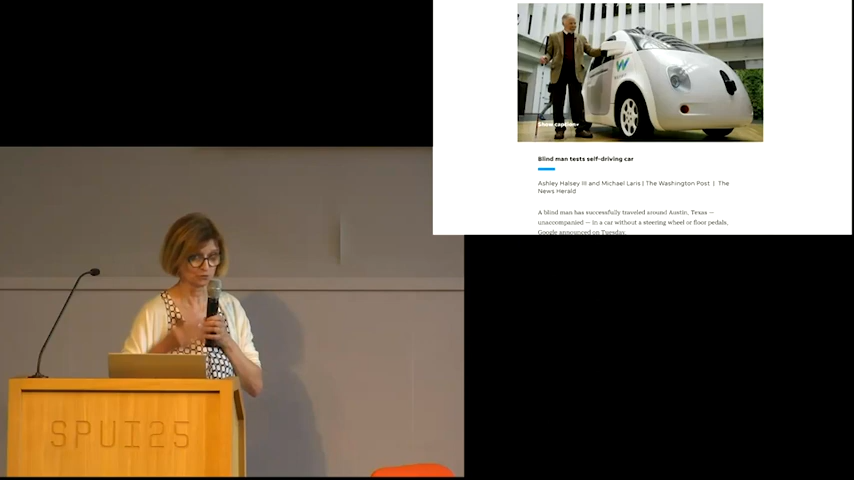 Show caption
Blind man tests self-driving car
Ashley Halsey III and Michael Laris | The Washington Post | The
News Herald
A blind man has successfully traveled around Austin, Texas —
unaccompanied — in a car without a steering wheel or floor pedals,
Google announced on Tuesday.
SPUI25